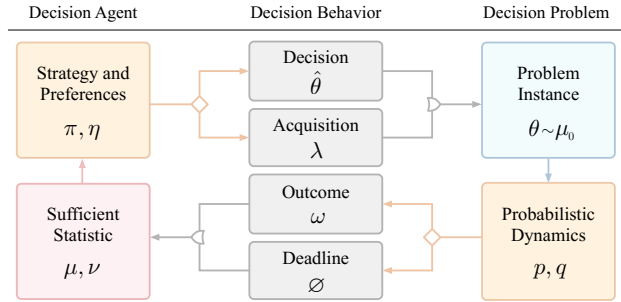 Decision Agent
Decision Behavior
Decision Problem
Strategy and
Preferences
π, η
Decision
θ̂
Acquisition
λ
Problem
Instance
θ~μ₀
Sufficient
Statistic
μ, ν
Outcome
ω
Deadline
∅
Probabilistic
Dynamics
p, q